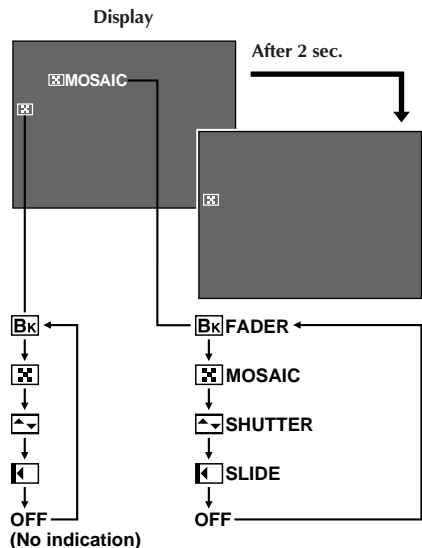 Display
After 2 sec.
MOSAIC
BK
BK FADER
MOSAIC
SHUTTER
SLIDE
OFF
(No indication)
OFF